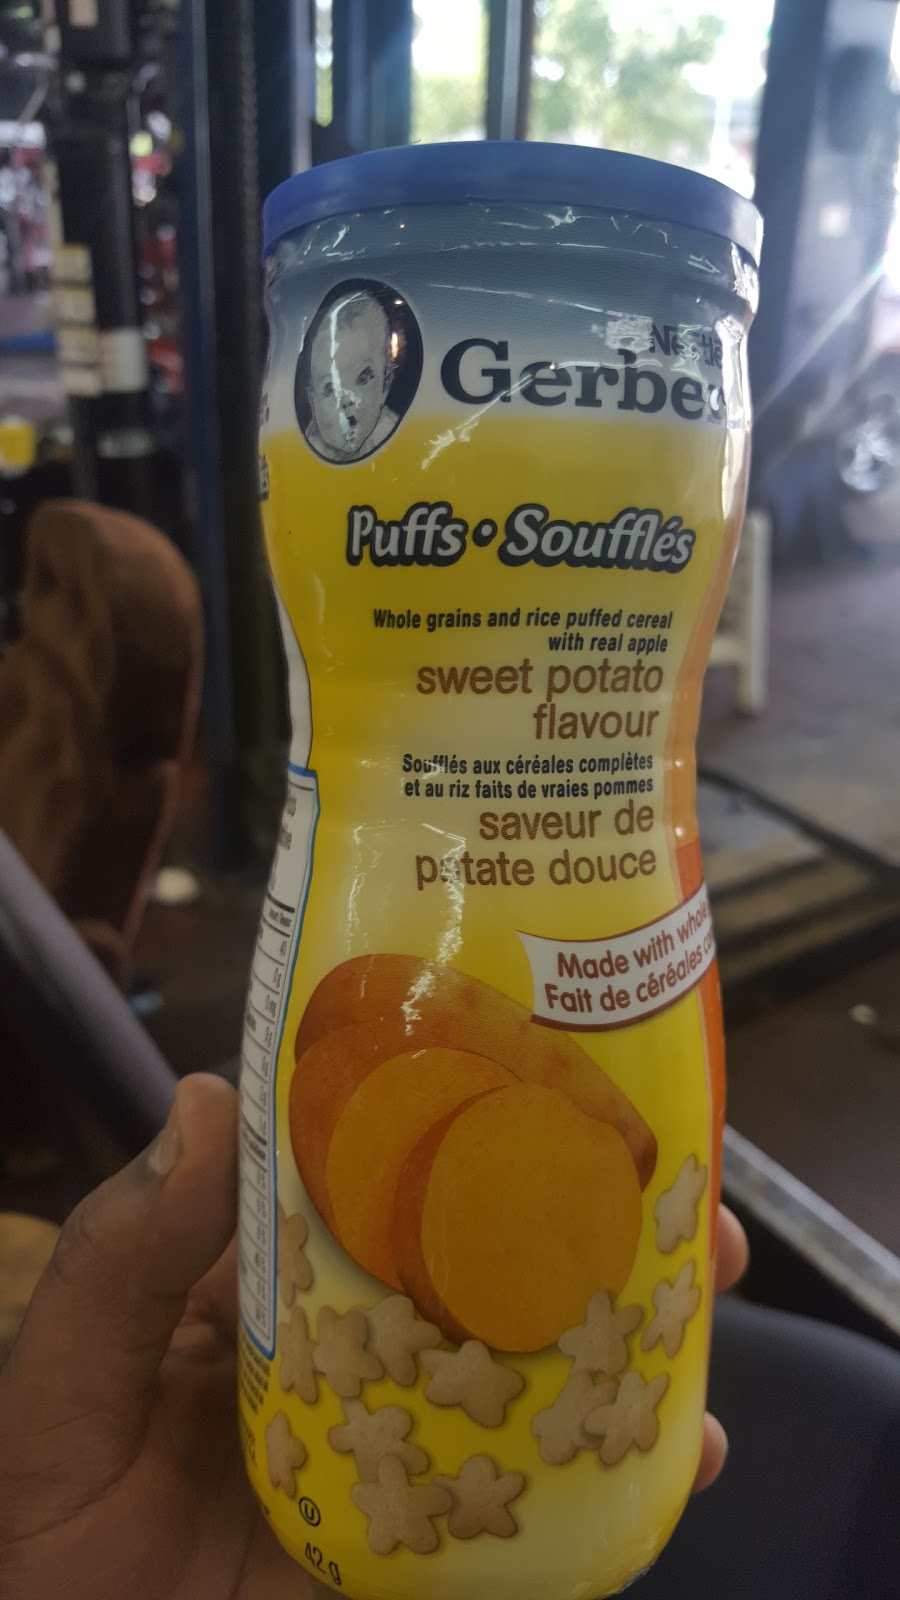 Nestlé
Gerber
Puffs • Soufflés
Whole grains and rice puffed cereal
with real apple
sweet potato
flavour
Soufflés aux céréales complètes
et au riz faits de vraies pommes
saveur de
patate douce
Made with whole
Fait de céréales
U
42 g